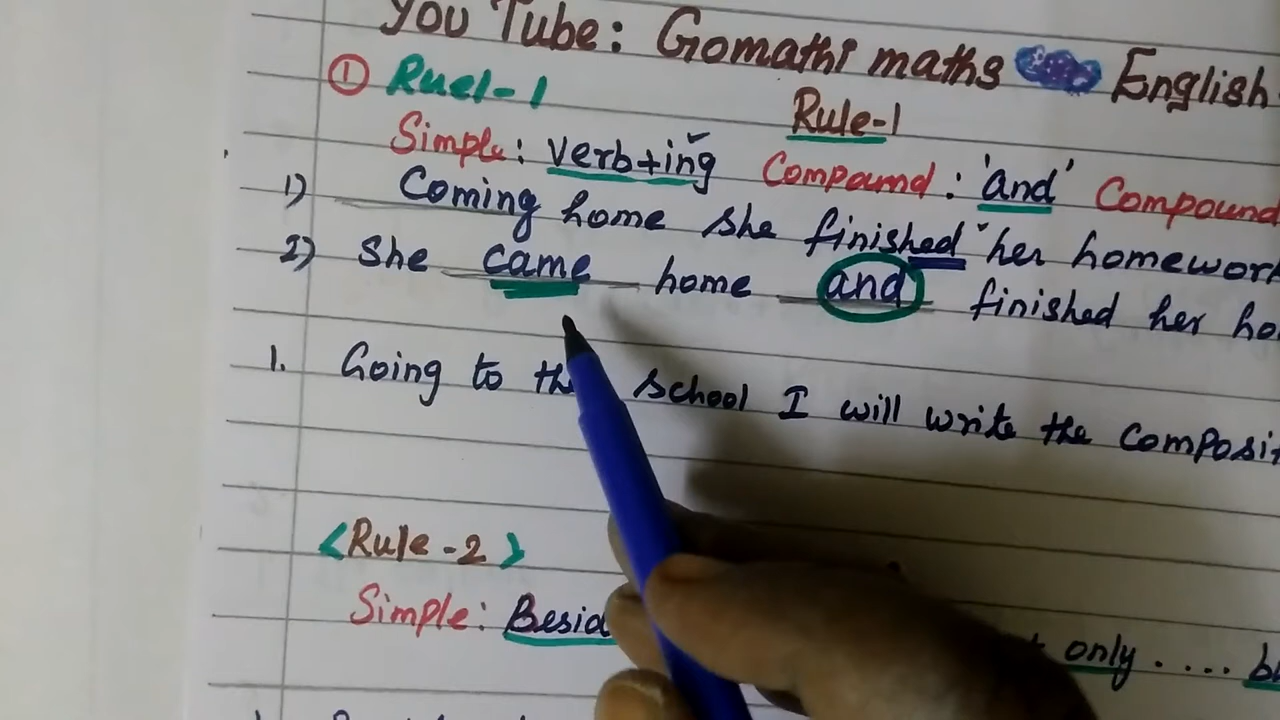 You Tube: Gomathi maths English
① Ruel-1
Rule-1
Simple: verb+ing Compound: 'and' Compound
1) Coming home she finished her homework
2) She came home and finished her ho
1. Going to the school I will write the Composit
<Rule-2>
Simple: Besid only .... b